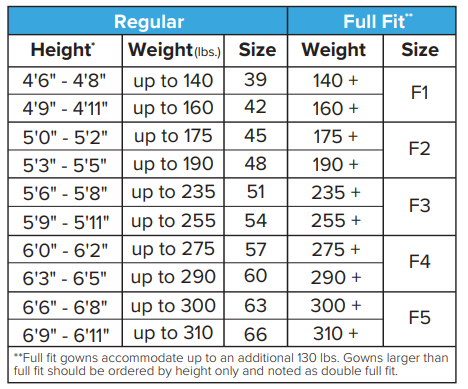 Regular Full Fit**
Height* Weight (lbs.) Size Weight Size
4'6" - 4'8" up to 140 39 140 + F1
4'9" - 4'11" up to 160 42 160 +
5'0" - 5'2" up to 175 45 175 + F2
5'3" - 5'5" up to 190 48 190 +
5'6" - 5'8" up to 235 51 235 + F3
5'9" - 5'11" up to 255 54 255 +
6'0" - 6'2" up to 275 57 275 + F4
6'3" - 6'5" up to 290 60 290 +
6'6" - 6'8" up to 300 63 300 + F5
6'9" - 6'11" up to 310 66 310 +
**Full fit gowns accommodate up to an additional 130 lbs. Gowns larger than
full fit should be ordered by height only and noted as double full fit.